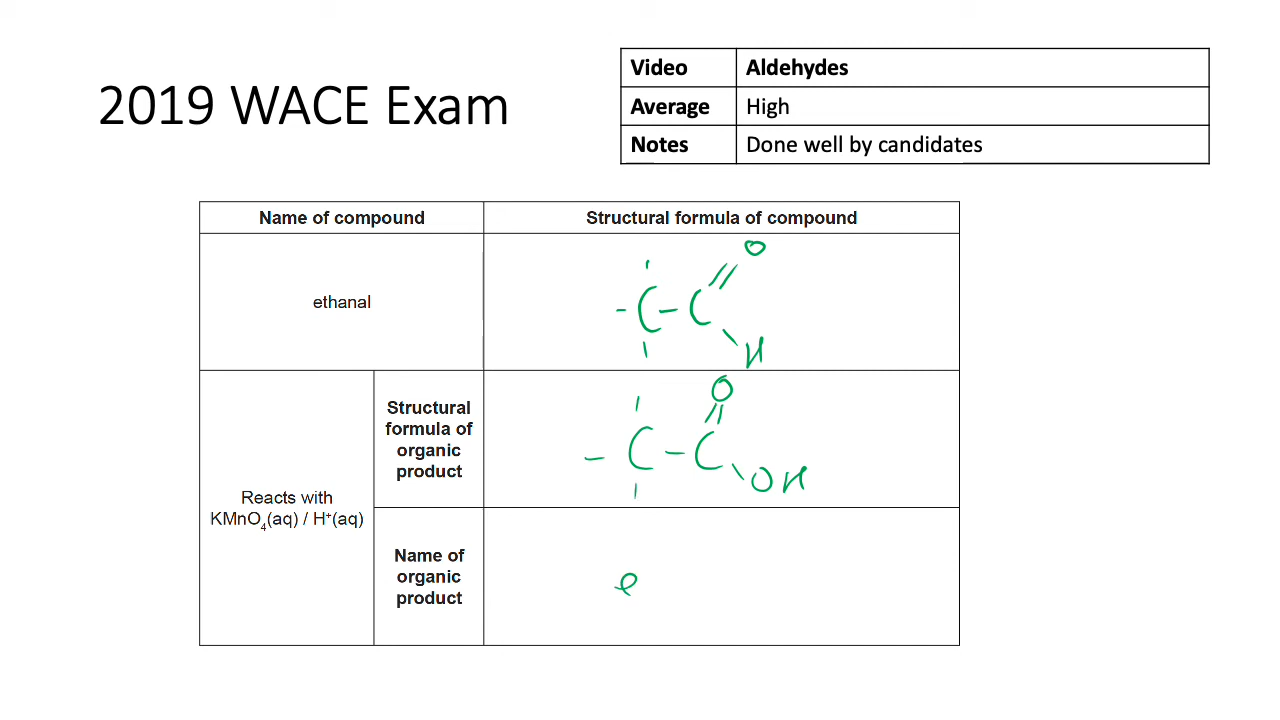 2019 WACE Exam
Video Aldehydes
Average High
Notes Done well by candidates
Name of compound Structural formula of compound
ethanal
O
C - C
H
Structural
formula of
organic
product
O
- C - C
OH
Reacts with
KMnO₄(aq) / H⁺(aq)
Name of
organic
product
e